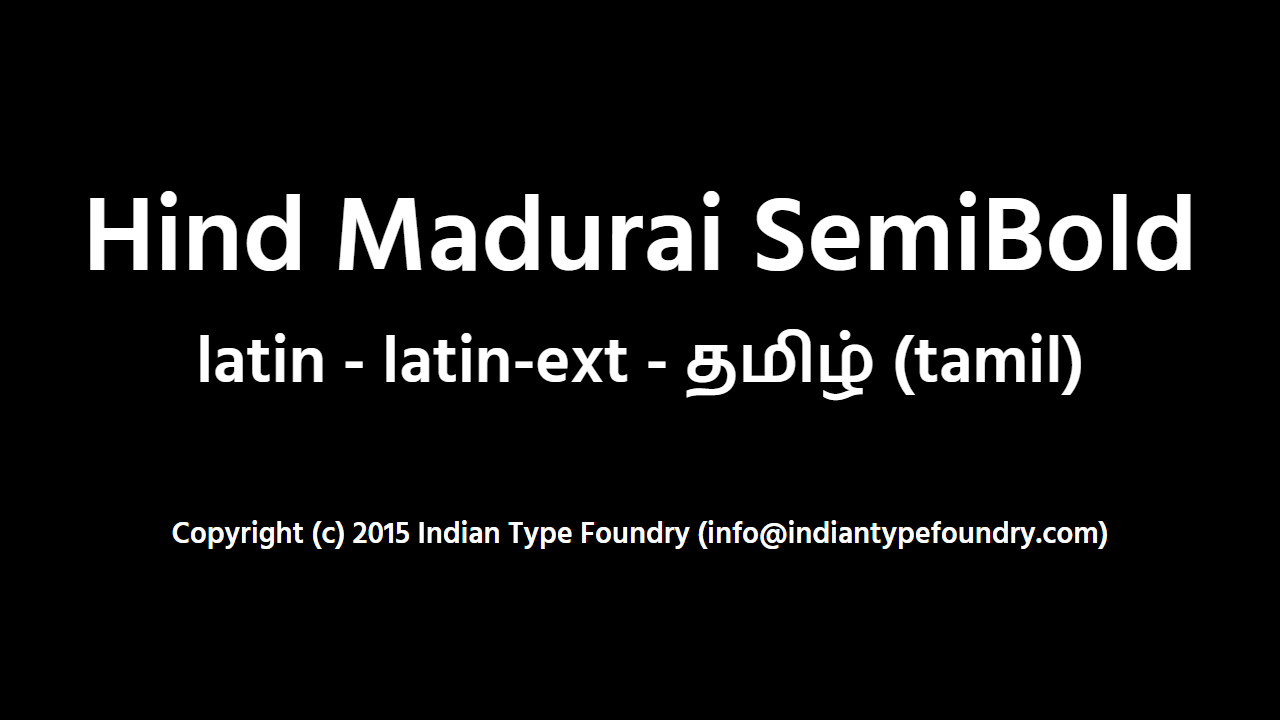 Hind Madurai SemiBold
latin - latin-ext - தமிழ் (tamil)
Copyright (c) 2015 Indian Type Foundry (info@indiantypefoundry.com)